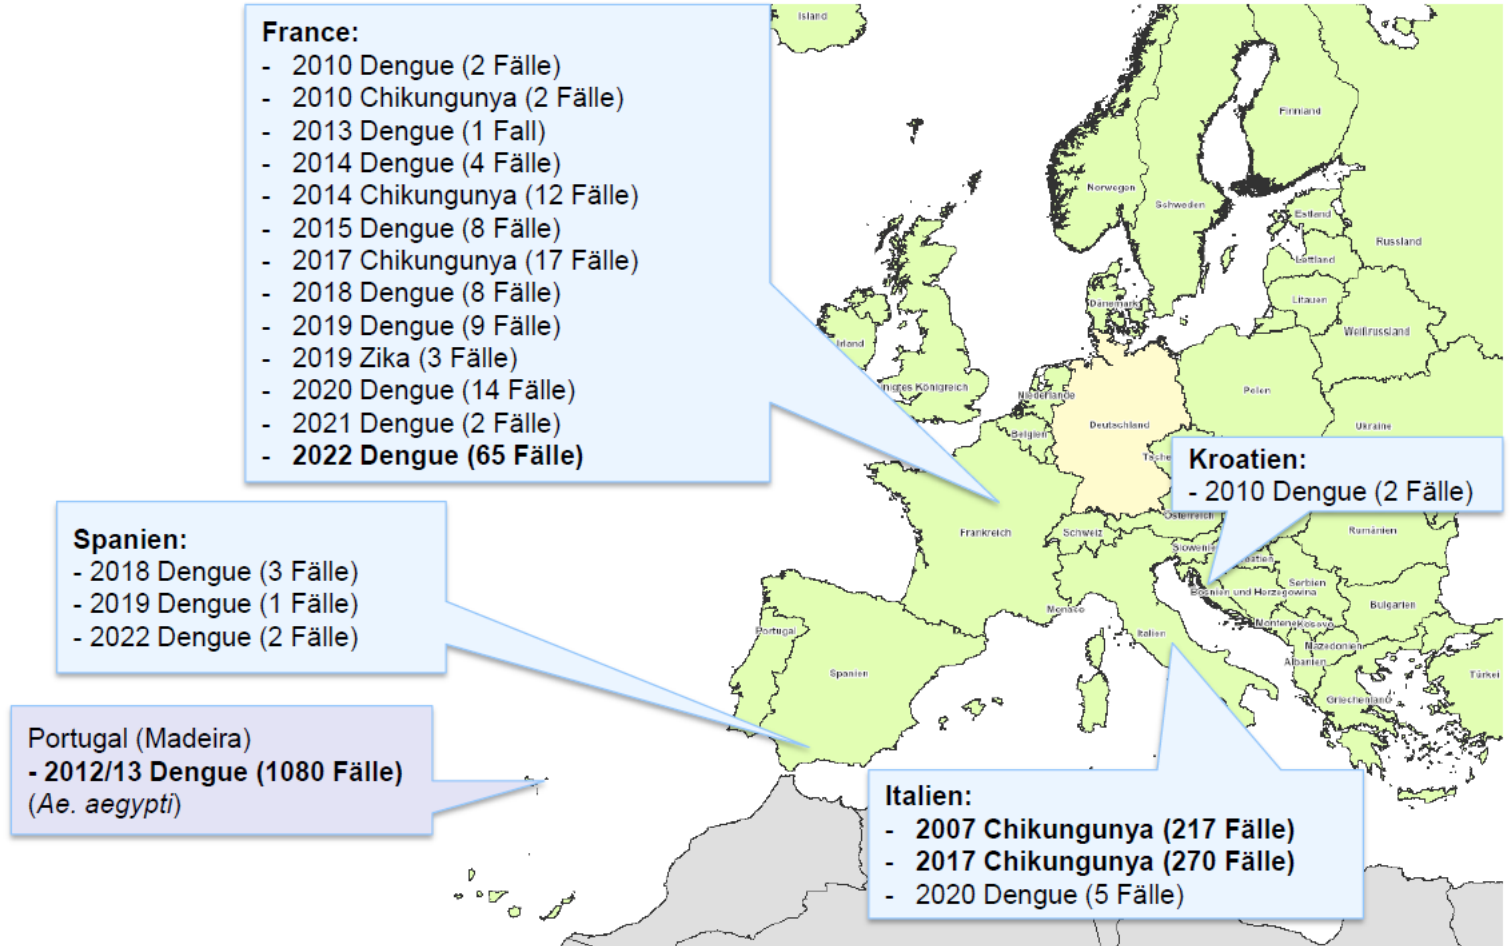 France:
- 2010 Dengue (2 Fälle)
- 2010 Chikungunya (2 Fälle)
- 2013 Dengue (1 Fall)
- 2014 Dengue (4 Fälle)
- 2014 Chikungunya (12 Fälle)
- 2015 Dengue (8 Fälle)
- 2017 Chikungunya (17 Fälle)
- 2018 Dengue (8 Fälle)
- 2019 Dengue (9 Fälle)
- 2019 Zika (3 Fälle)
- 2020 Dengue (14 Fälle)
- 2021 Dengue (2 Fälle)
- 2022 Dengue (65 Fälle)
Spanien:
- 2018 Dengue (3 Fälle)
- 2019 Dengue (1 Fälle)
- 2022 Dengue (2 Fälle)
Portugal (Madeira)
- 2012/13 Dengue (1080 Fälle)
(Ae. aegypti)
Kroatien:
- 2010 Dengue (2 Fälle)
Italien:
- 2007 Chikungunya (217 Fälle)
- 2017 Chikungunya (270 Fälle)
- 2020 Dengue (5 Fälle)
Island
Finnland
Norwegen
Schweden
Estland
Russland
Lettland
Dänemark
Litauen
Weißrussland
Irland
nigtes Königreich
Niederlande
Polen
Deutschland
Ukraine
Belgien
Tsche
Österreich
Frankreich
Schweiz
Rumänien
Slowenie
oatien
Serbien
Bosnien und Herzegowina
Bulgarien
Monaco
Montene
Kosovo
Portugal
Italien
Mazedonien
Albanien
Spanien
Türkei
Griechenland